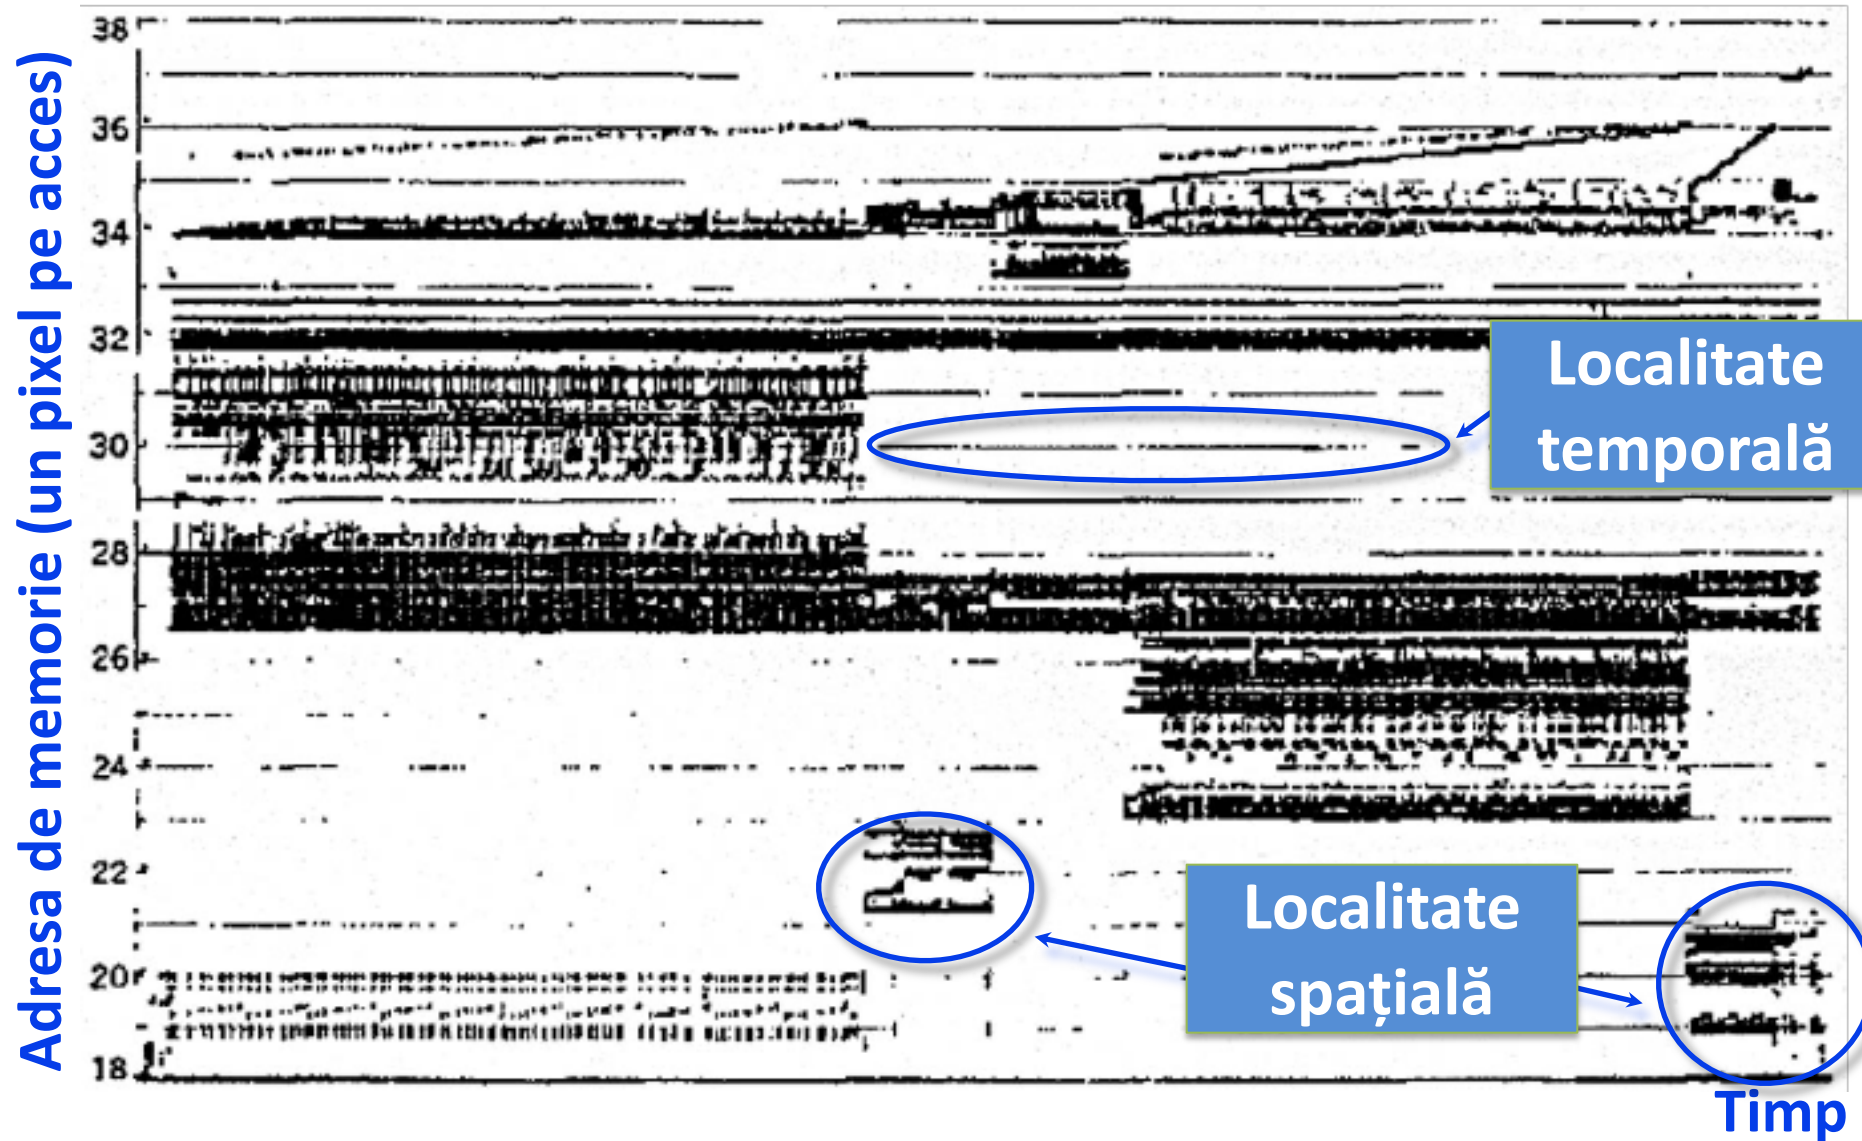 Adresa de memorie (un pixel pe acces)
38
36
34
32
30
28
26
24
22
20
18
Localitate
temporală
Localitate
spațială
Timp